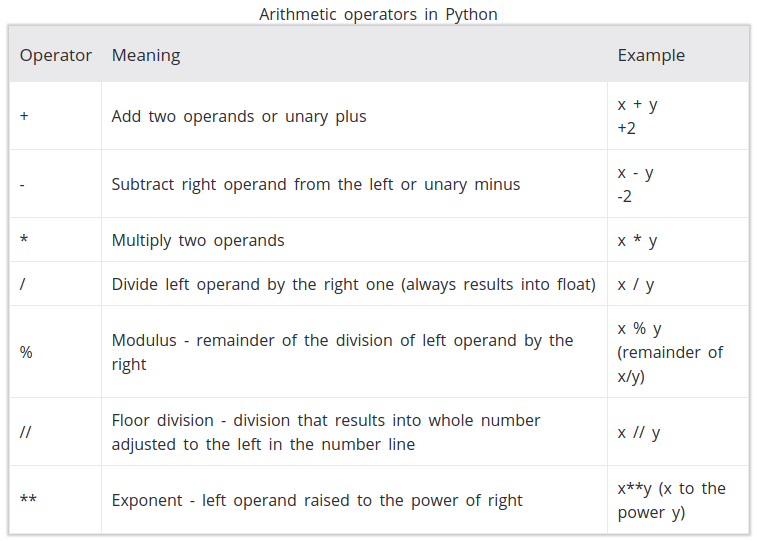 Arithmetic operators in Python
Operator Meaning Example
+ Add two operands or unary plus x + y
+2
- Subtract right operand from the left or unary minus x - y
-2
* Multiply two operands x * y
/ Divide left operand by the right one (always results into float) x / y
% Modulus - remainder of the division of left operand by the
right x % y
(remainder of
x/y)
// Floor division - division that results into whole number
adjusted to the left in the number line x // y
** Exponent - left operand raised to the power of right x**y (x to the
power y)